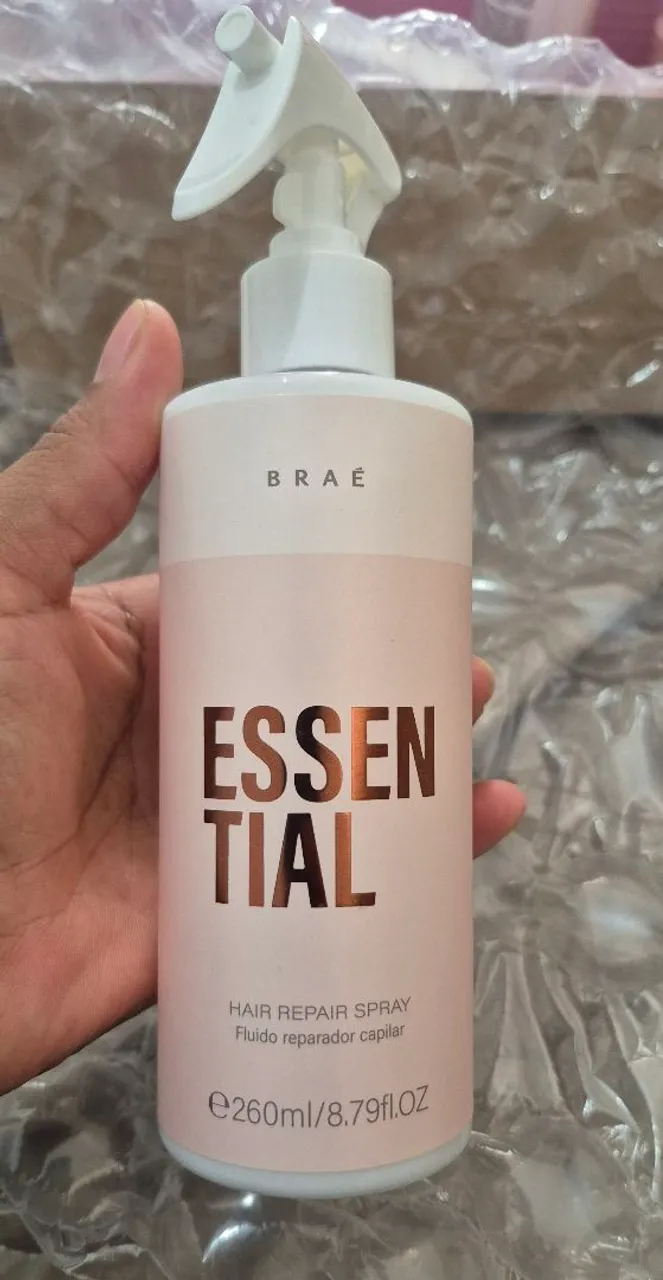 BRAÉ
ESSEN
TIAL
HAIR REPAIR SPRAY
Fluido reparador capilar
℮260ml/8.79fl.OZ